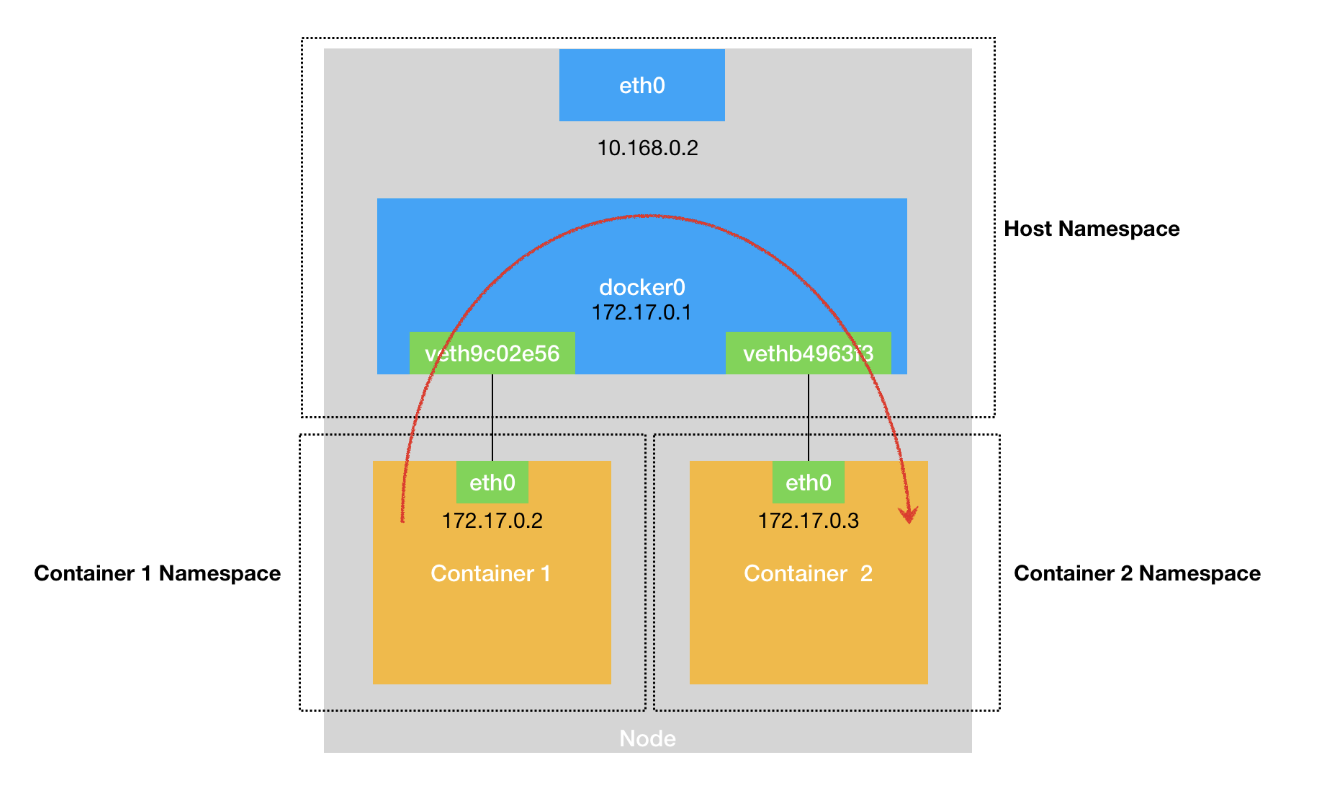 eth0
10.168.0.2
Host Namespace
docker0
172.17.0.1
veth9c02e56
vethb4963f3
eth0
eth0
172.17.0.2
172.17.0.3
Container 1 Namespace
Container 1
Container 2
Container 2 Namespace
Node